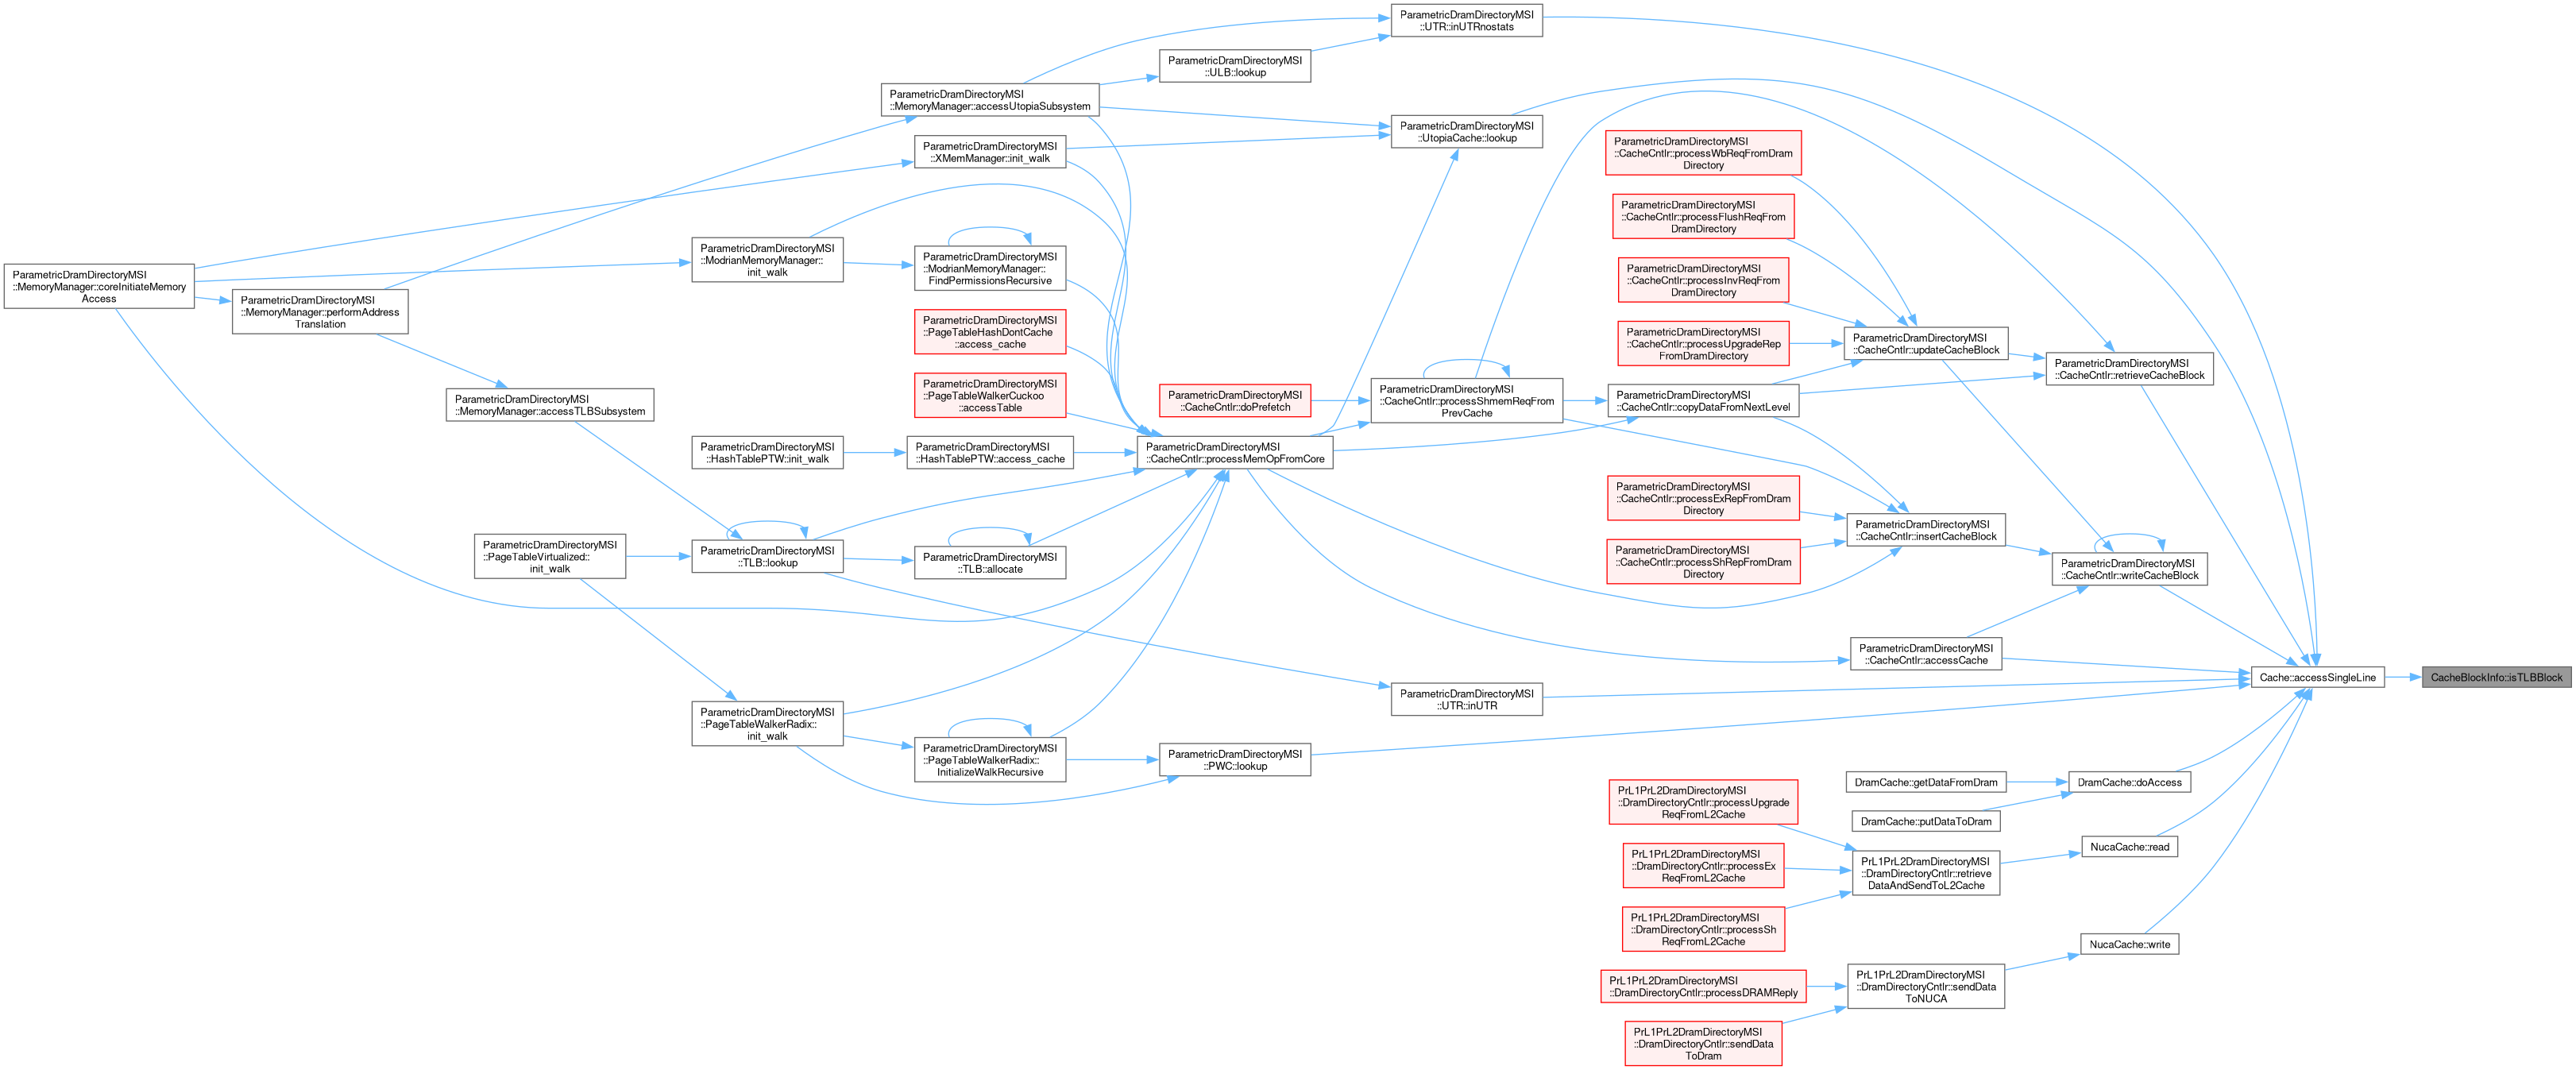 ParametricDramDirectoryMSI
::MemoryManager::coreInitiateMemory
Access
ParametricDramDirectoryMSI
::MemoryManager::performAddress
Translation
ParametricDramDirectoryMSI
::MemoryManager::accessTLBSubsystem
ParametricDramDirectoryMSI
::PageTableVirtualized::
init_walk
ParametricDramDirectoryMSI
::ModrianMemoryManager::
init_walk
ParametricDramDirectoryMSI
::HashTablePTW::init_walk
ParametricDramDirectoryMSI
::TLB::lookup
ParametricDramDirectoryMSI
::PageTableWalkerRadix::
init_walk
ParametricDramDirectoryMSI
::MemoryManager::accessUtopiaSubsystem
ParametricDramDirectoryMSI
::XMemManager::init_walk
ParametricDramDirectoryMSI
::ModrianMemoryManager::
FindPermissionsRecursive
ParametricDramDirectoryMSI
::PageTableHashDontCache
::access_cache
ParametricDramDirectoryMSI
::PageTableWalkerCuckoo
::accessTable
ParametricDramDirectoryMSI
::HashTablePTW::access_cache
ParametricDramDirectoryMSI
::TLB::allocate
ParametricDramDirectoryMSI
::PageTableWalkerRadix::
InitializeWalkRecursive
ParametricDramDirectoryMSI
::ULB::lookup
ParametricDramDirectoryMSI
::CacheCntlr::doPrefetch
ParametricDramDirectoryMSI
::CacheCntlr::processMemOpFromCore
ParametricDramDirectoryMSI
::PWC::lookup
ParametricDramDirectoryMSI
::UTR::inUTRnostats
ParametricDramDirectoryMSI
::UtopiaCache::lookup
ParametricDramDirectoryMSI
::CacheCntlr::processShmemReqFrom
PrevCache
ParametricDramDirectoryMSI
::UTR::inUTR
ParametricDramDirectoryMSI
::CacheCntlr::processWbReqFromDram
Directory
ParametricDramDirectoryMSI
::CacheCntlr::processFlushReqFrom
DramDirectory
ParametricDramDirectoryMSI
::CacheCntlr::processInvReqFrom
DramDirectory
ParametricDramDirectoryMSI
::CacheCntlr::processUpgradeRep
FromDramDirectory
ParametricDramDirectoryMSI
::CacheCntlr::copyDataFromNextLevel
ParametricDramDirectoryMSI
::CacheCntlr::processExRepFromDram
Directory
ParametricDramDirectoryMSI
::CacheCntlr::processShRepFromDram
Directory
PrL1PrL2DramDirectoryMSI
::DramDirectoryCntlr::processUpgrade
ReqFromL2Cache
PrL1PrL2DramDirectoryMSI
::DramDirectoryCntlr::processEx
ReqFromL2Cache
PrL1PrL2DramDirectoryMSI
::DramDirectoryCntlr::processSh
ReqFromL2Cache
PrL1PrL2DramDirectoryMSI
::DramDirectoryCntlr::processDRAMReply
PrL1PrL2DramDirectoryMSI
::DramDirectoryCntlr::sendData
ToDram
ParametricDramDirectoryMSI
::CacheCntlr::updateCacheBlock
ParametricDramDirectoryMSI
::CacheCntlr::insertCacheBlock
ParametricDramDirectoryMSI
::CacheCntlr::accessCache
DramCache::getDataFromDram
DramCache::putDataToDram
PrL1PrL2DramDirectoryMSI
::DramDirectoryCntlr::retrieve
DataAndSendToL2Cache
PrL1PrL2DramDirectoryMSI
::DramDirectoryCntlr::sendData
ToNUCA
ParametricDramDirectoryMSI
::CacheCntlr::retrieveCacheBlock
ParametricDramDirectoryMSI
::CacheCntlr::writeCacheBlock
DramCache::doAccess
NucaCache::read
NucaCache::write
Cache::accessSingleLine
CacheBlockInfo::isTLBBlock